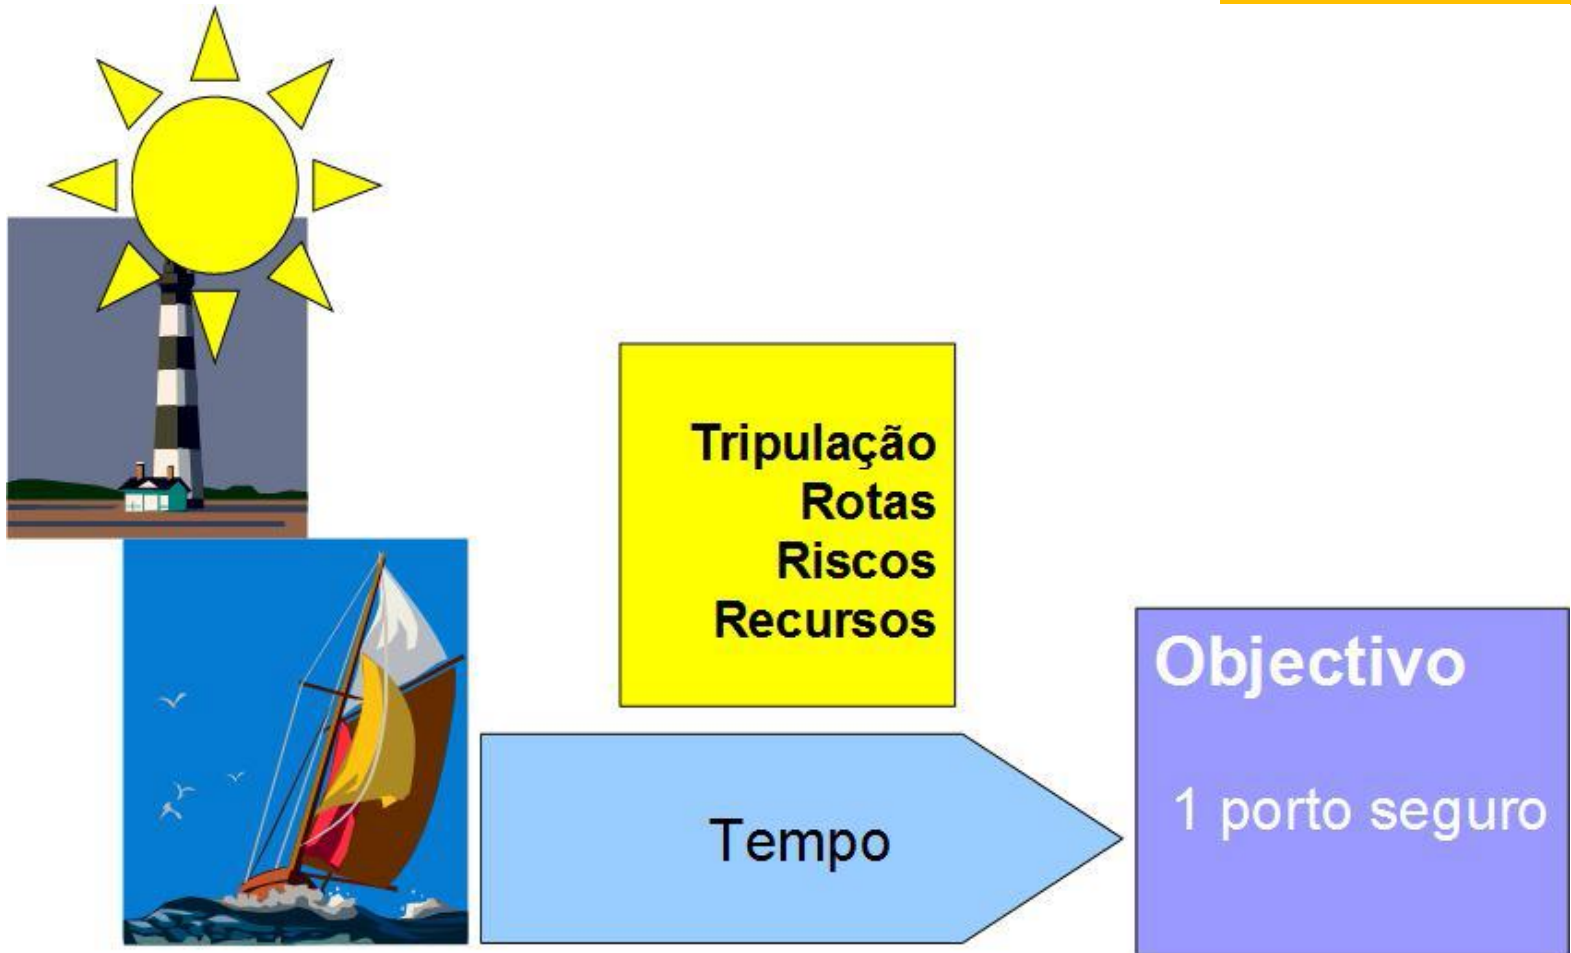 Tripulação
Rotas
Riscos
Recursos
Tempo
Objectivo
1 porto seguro